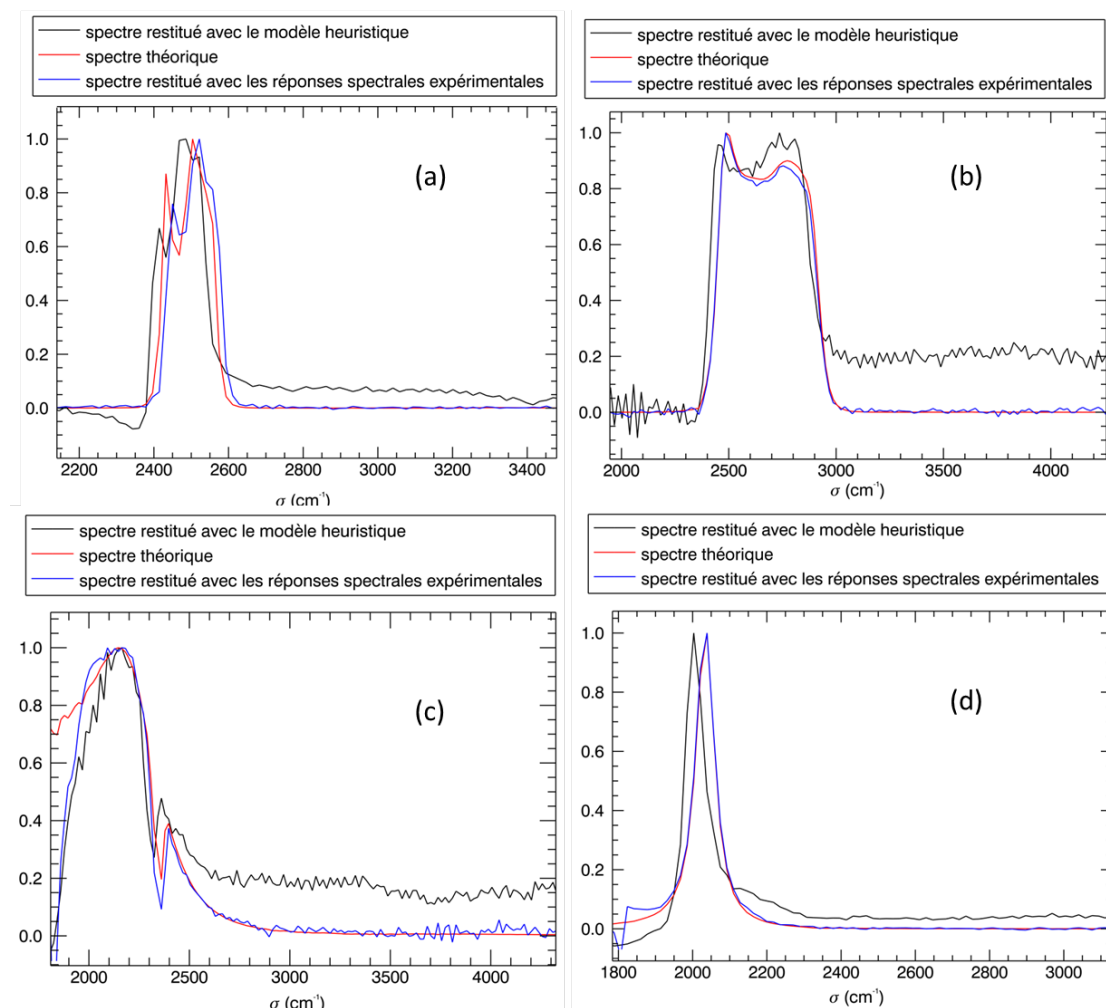 spectre restitué avec le modèle heuristique
spectre théorique
spectre restitué avec les réponses spectrales expérimentales
1.0
0.8
0.6
0.4
0.2
0.0
(a)
2200 2400 2600 2800 3000 3200 3400
σ (cm⁻¹)
spectre restitué avec le modèle heuristique
spectre théorique
spectre restitué avec les réponses spectrales expérimentales
1.0
0.8
0.6
0.4
0.2
0.0
(b)
2000 2500 3000 3500 4000
σ (cm⁻¹)
spectre restitué avec le modèle heuristique
spectre théorique
spectre restitué avec les réponses spectrales expérimentales
1.0
0.8
0.6
0.4
0.2
0.0
(c)
2000 2500 3000 3500 4000
σ (cm⁻¹)
spectre restitué avec le modèle heuristique
spectre théorique
spectre restitué avec les réponses spectrales expérimentales
1.0
0.8
0.6
0.4
0.2
0.0
(d)
1800 2000 2200 2400 2600 2800 3000
σ (cm⁻¹)